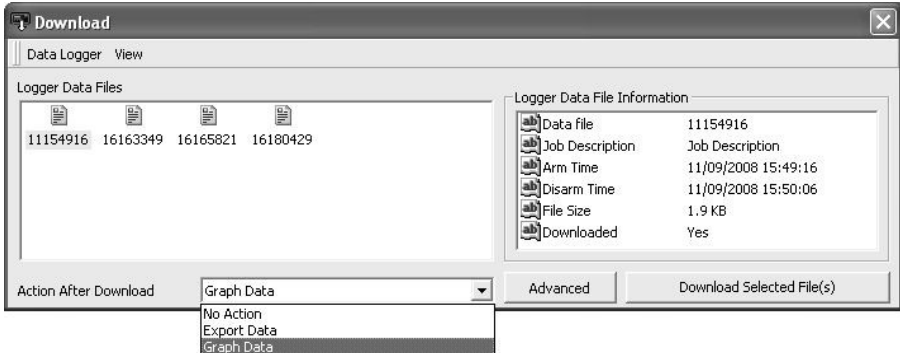 Download
Data Logger View
Logger Data Files
11154916 16163349 16165821 16180429
Logger Data File Information
Data file 11154916
Job Description Job Description
Arm Time 11/09/2008 15:49:16
Disarm Time 11/09/2008 15:50:06
File Size 1.9 KB
Downloaded Yes
Action After Download Graph Data
Advanced Download Selected File(s)
No Action
Export Data
Graph Data